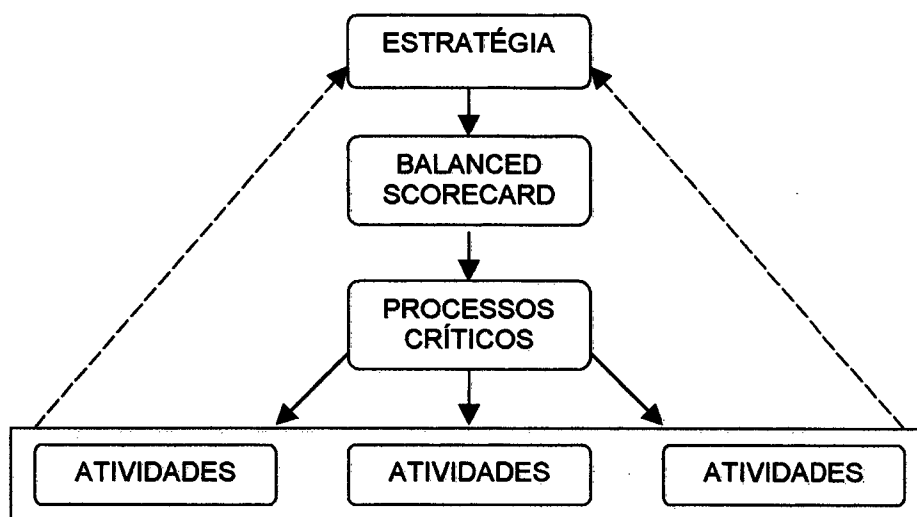 ESTRATÉGIA
BALANCED
SCORECARD
PROCESSOS
CRÍTICOS
ATIVIDADES
ATIVIDADES
ATIVIDADES